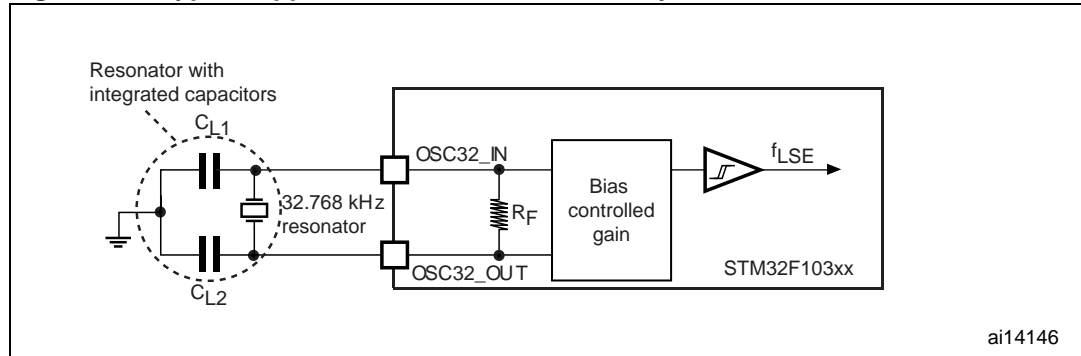 Resonator with
integrated capacitors
CL1
OSC32_IN
fLSE
32.768 kHz
resonator
RF
Bias
controlled
gain
OSC32_OUT
STM32F103xx
CL2
ai14146